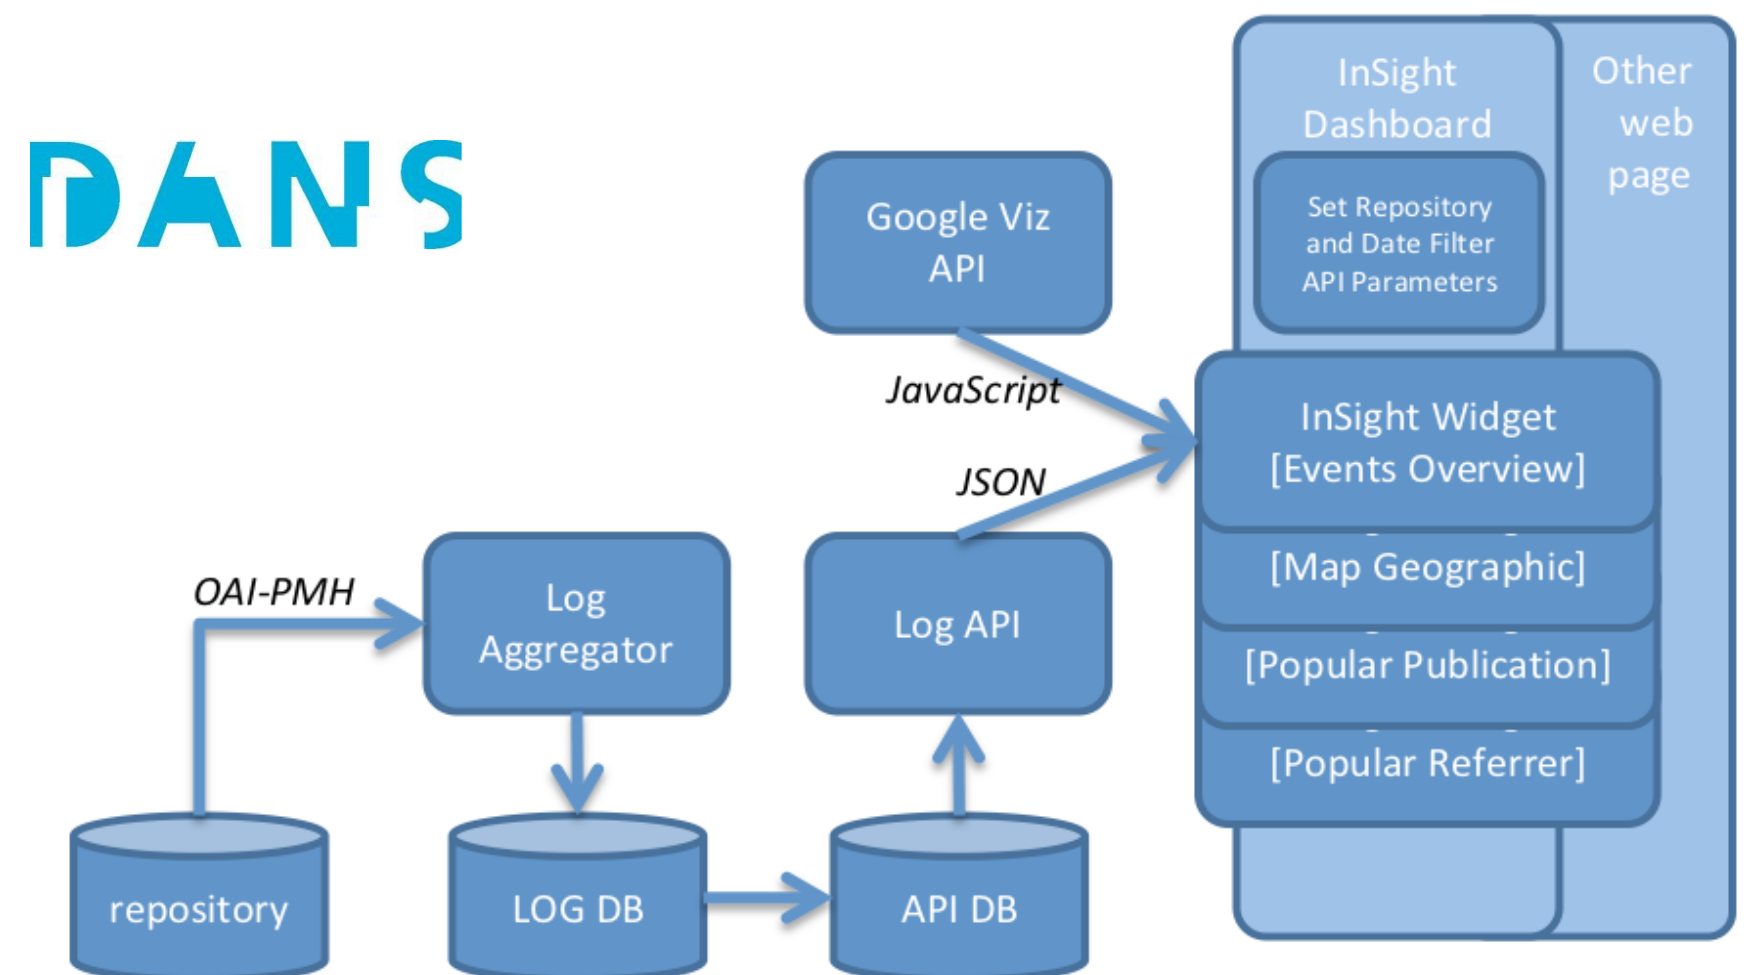 DANS
InSight
Dashboard
Other
web
page
Set Repository
and Date Filter
API Parameters
Google Viz
API
JavaScript
InSight Widget
[Events Overview]
JSON
[Map Geographic]
OAI-PMH
Log
Aggregator
Log API
[Popular Publication]
[Popular Referrer]
repository
LOG DB
API DB